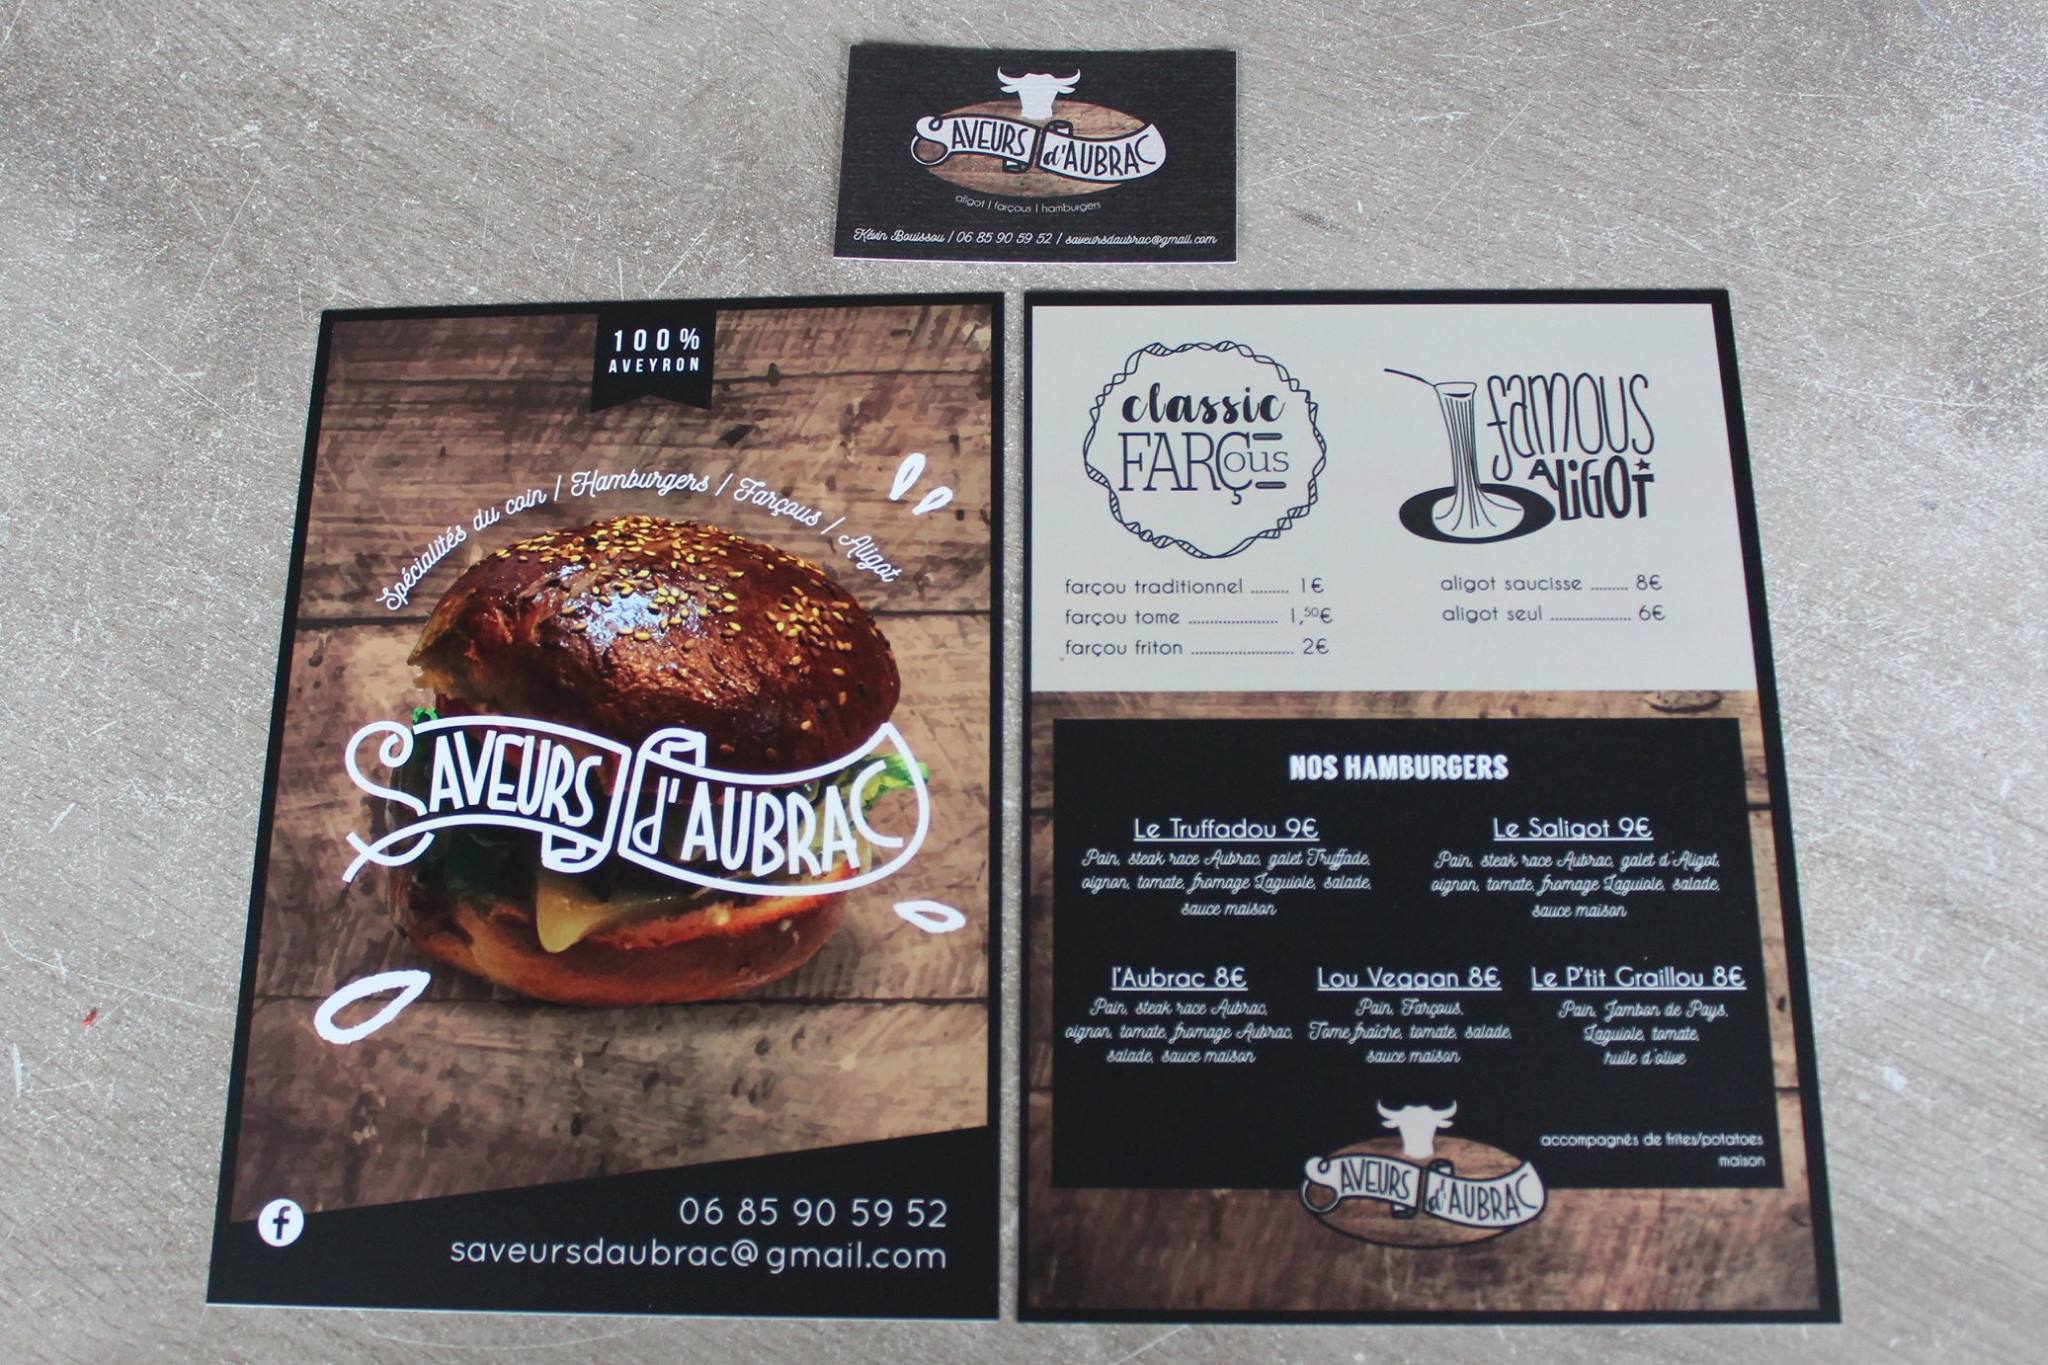 SAVEURS d'AUBRAC
aligot | farçous | hamburgers
Kévin Bouissou / 06 85 90 59 52 / saveursdaubrac@gmail.com
100%
AVEYRON
Spécialités du coin / Hamburgers / Farçous / Aligot
SAVEURS d'AUBRAC
f
06 85 90 59 52
saveursdaubrac@gmail.com
classic
FARÇous
farçou traditionnel ......... 1€
farçou tome ...................... 1,50€
farçou friton ......................... 2€
famous
ALIGOT
aligot saucisse ......... 8€
aligot seul .................... 6€
NOS HAMBURGERS
Le Truffadou 9€
Pain, steak race Aubrac, galet Truffade,
oignon, tomate, fromage Laguiole, salade,
sauce maison
Le Saligot 9€
Pain, steak race Aubrac, galet d'Aligot,
oignon, tomate, fromage Laguiole, salade,
sauce maison
l'Aubrac 8€
Pain, steak race Aubrac,
oignon, tomate, fromage Aubrac,
salade, sauce maison
Lou Veggan 8€
Pain, Farçous,
Tome fraîche, tomate, salade,
sauce maison
Le P'tit Graillou 8€
Pain, Jambon de Pays,
Laguiole, tomate,
huile d'olive
accompagnés de frites/potatoes
maison
SAVEURS d'AUBRAC